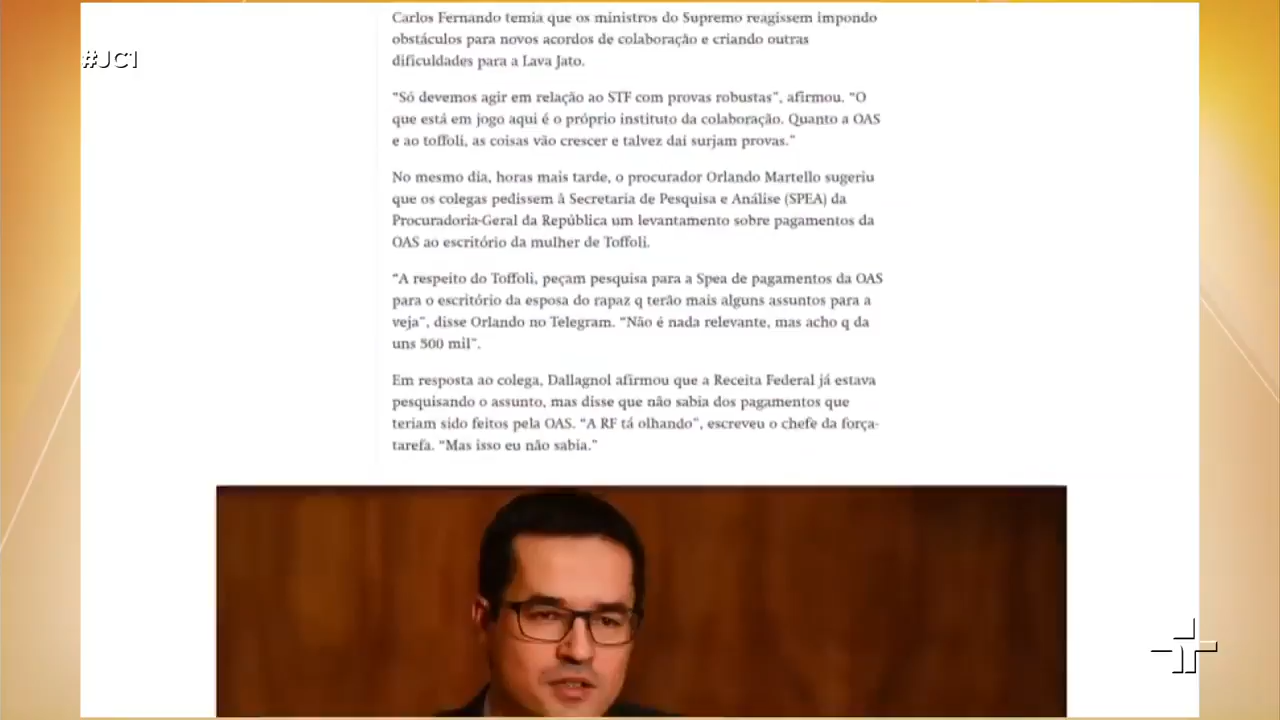 #JC1
Carlos Fernando temia que os ministros do Supremo reagissem impondo
obstáculos para novos acordos de colaboração e criando outras
dificuldades para a Lava Jato.
“Só devemos agir em relação ao STF com provas robustas”, afirmou. “O
que está em jogo aqui é o próprio instituto da colaboração. Quanto a OAS
e ao toffoli, as coisas vão crescer e talvez daí surjam provas.”
No mesmo dia, horas mais tarde, o procurador Orlando Martello sugeriu
que os colegas pedissem à Secretaria de Pesquisa e Análise (SPEA) da
Procuradoria-Geral da República um levantamento sobre pagamentos da
OAS ao escritório da mulher de Toffoli.
“A respeito do Toffoli, peçam pesquisa para a Spea de pagamentos da OAS
para o escritório da esposa do rapaz q terão mais alguns assuntos para a
veja”, disse Orlando no Telegram. “Não é nada relevante, mas acho q da
uns 500 mil”.
Em resposta ao colega, Dallagnol afirmou que a Receita Federal já estava
pesquisando o assunto, mas disse que não sabia dos pagamentos que
teriam sido feitos pela OAS. “A RF tá olhando”, escreveu o chefe da força-
tarefa. “Mas isso eu não sabia.”